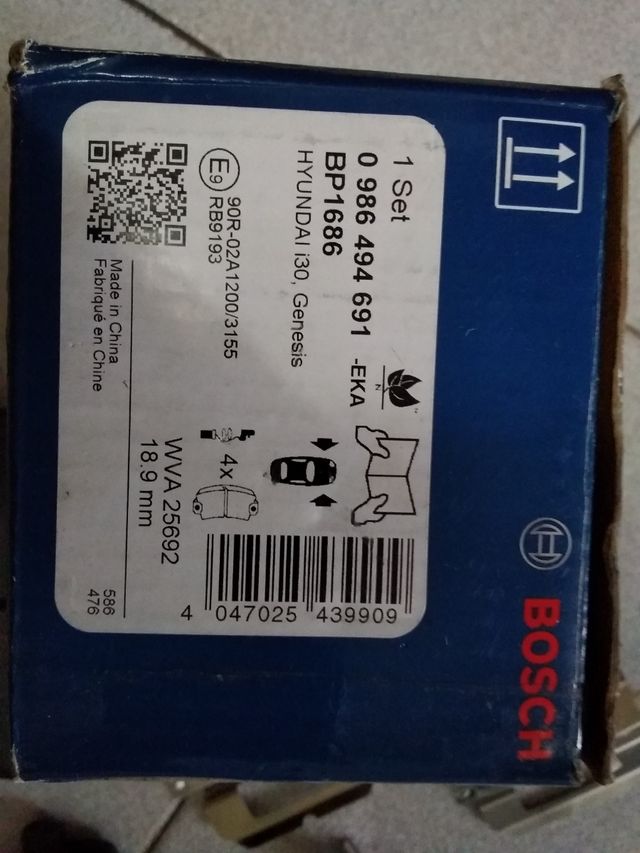 1 Set
0 986 494 691 -EKA
BP1686
HYUNDAI i30, Genesis
N
E9
90R-02A1200/3155
RB9193
4x
WVA 25692
18.9 mm
Made in China
Fabriqué en Chine
586
476
4 047025 439909
BOSCH